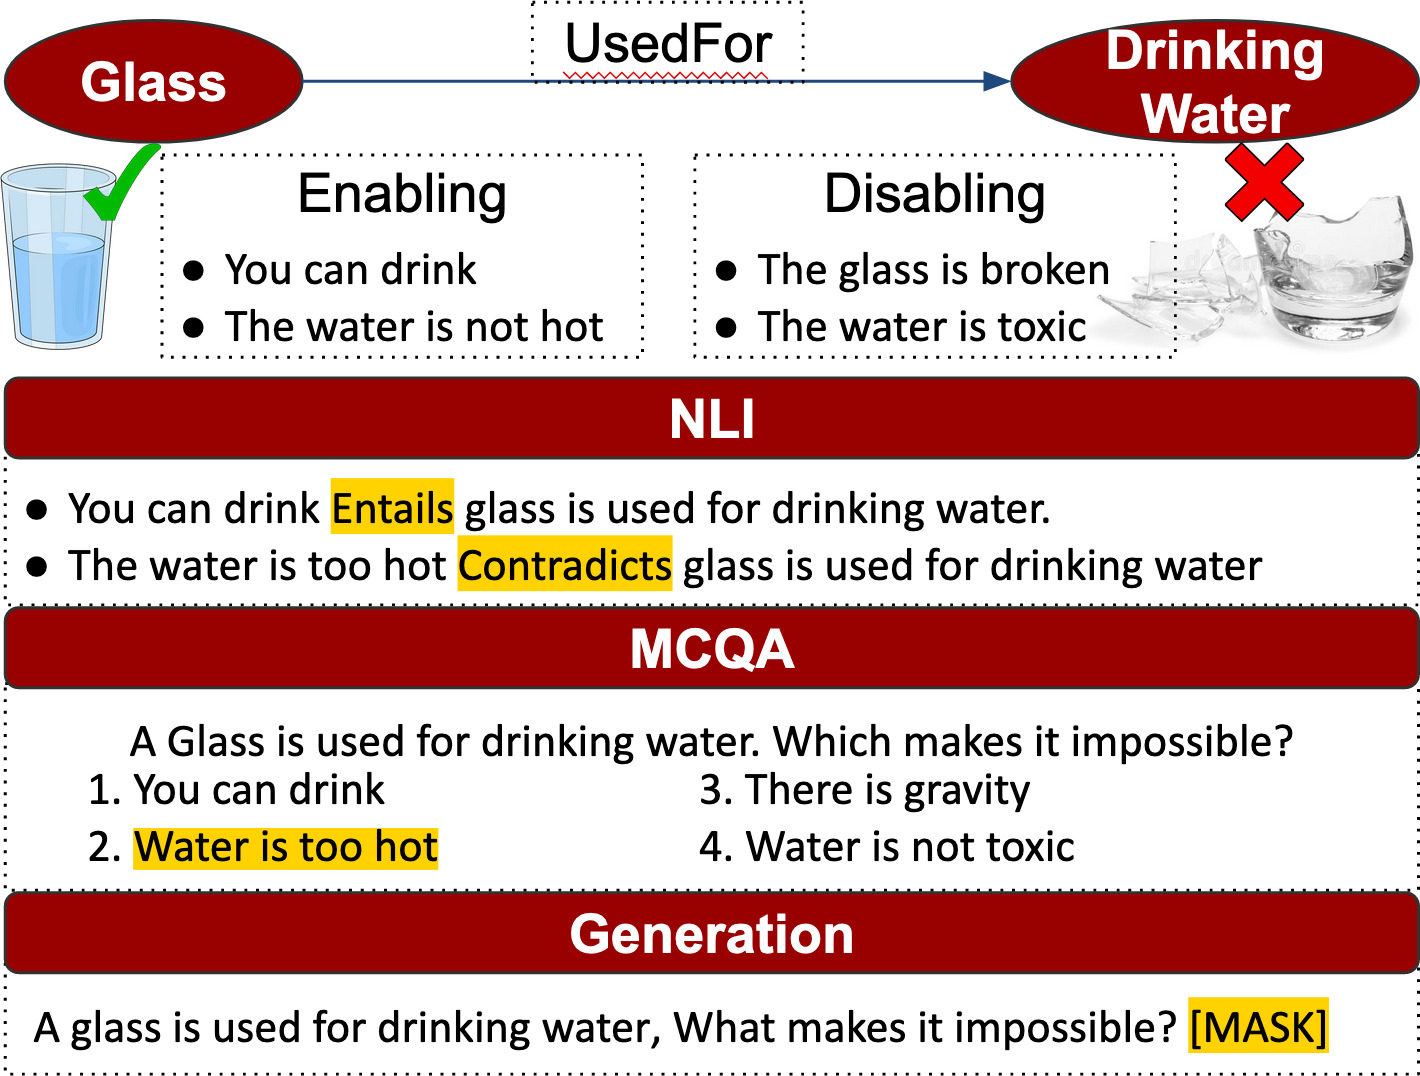 Glass
UsedFor
Drinking
Water
Enabling
● You can drink
● The water is not hot
Disabling
● The glass is broken
● The water is toxic
NLI
● You can drink Entails glass is used for drinking water.
● The water is too hot Contradicts glass is used for drinking water
MCQA
A Glass is used for drinking water. Which makes it impossible?
1. You can drink
2. Water is too hot
3. There is gravity
4. Water is not toxic
Generation
A glass is used for drinking water, What makes it impossible? [MASK]